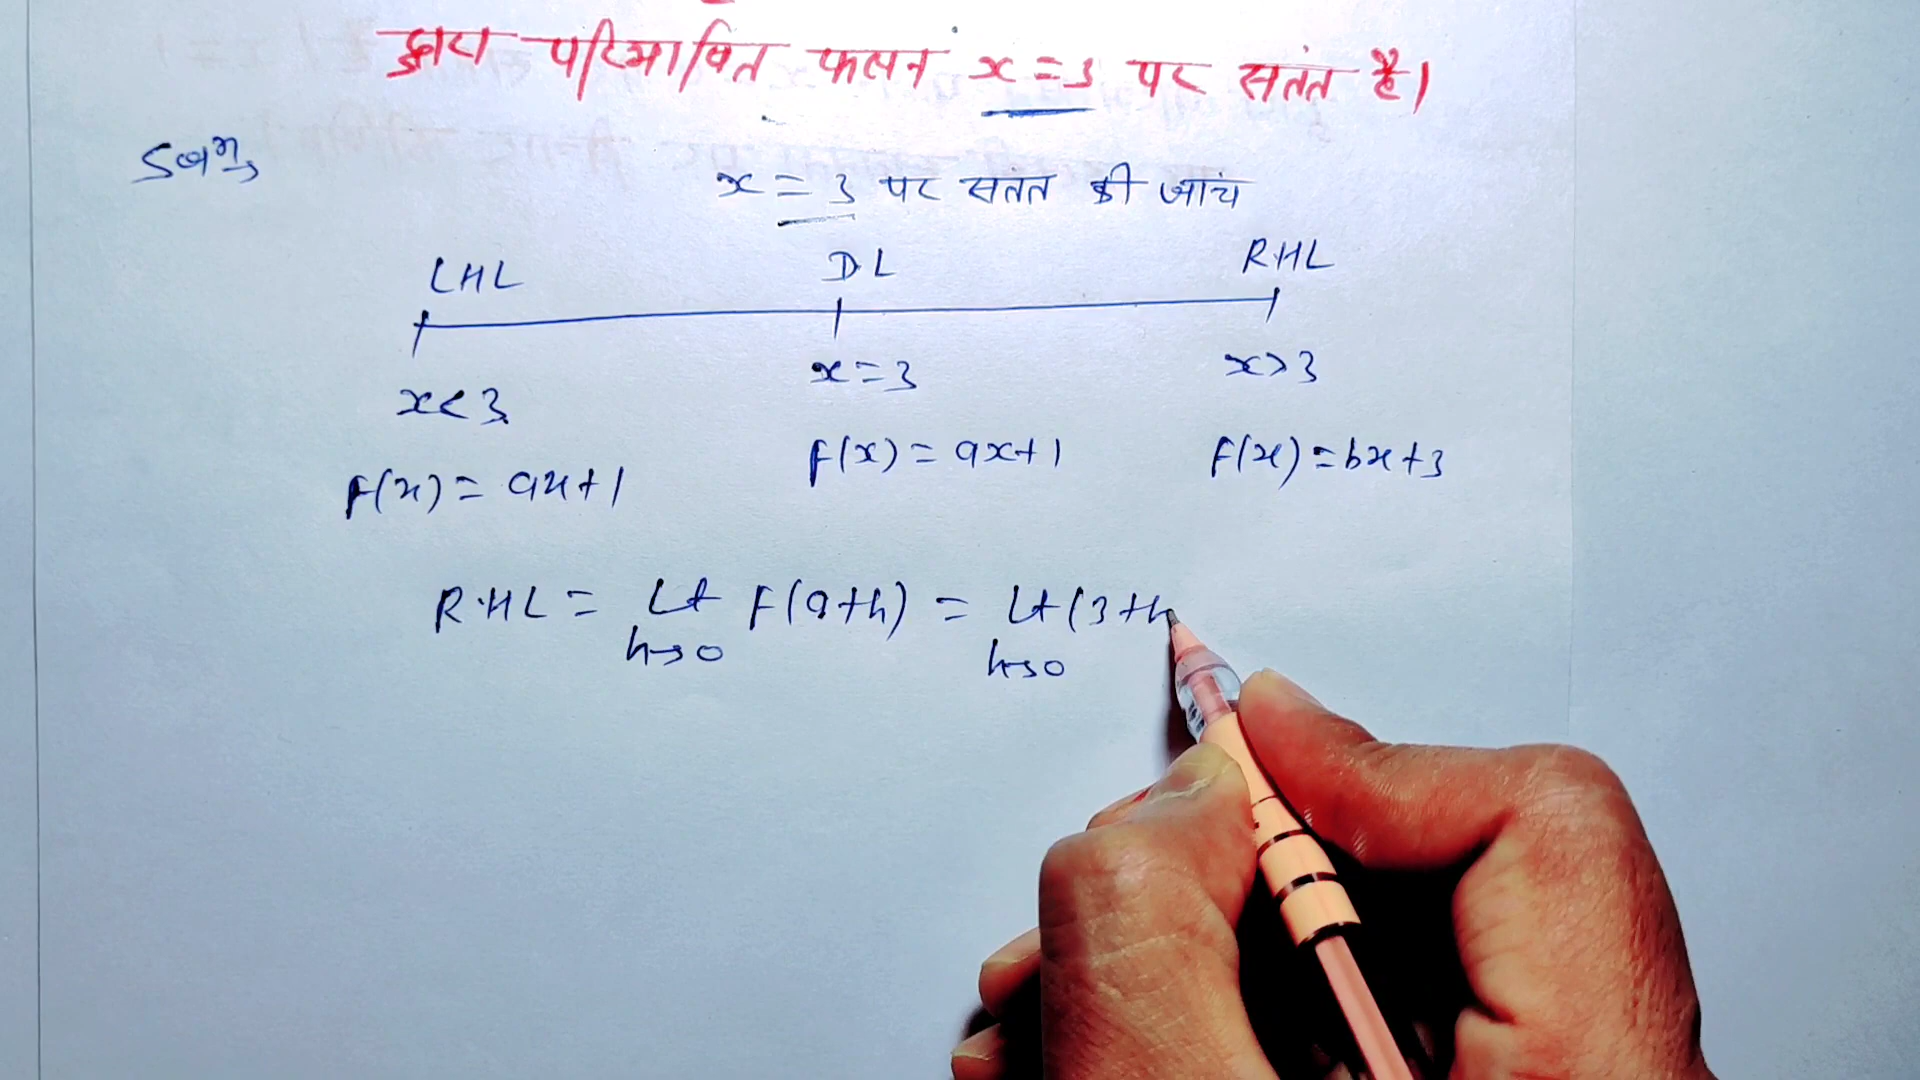 द्वारा परिभाषित फलन x = 3 पर सतत है।
Solⁿ→
x = 3 पर सतत की जांच
LHL DL RHL
x<3 x=3 x>3
F(x) = ax+1 F(x) = ax+1 F(x) = bx+3
R·HL = Lt F(a+h) = Lt (3+h
h→0 h→0